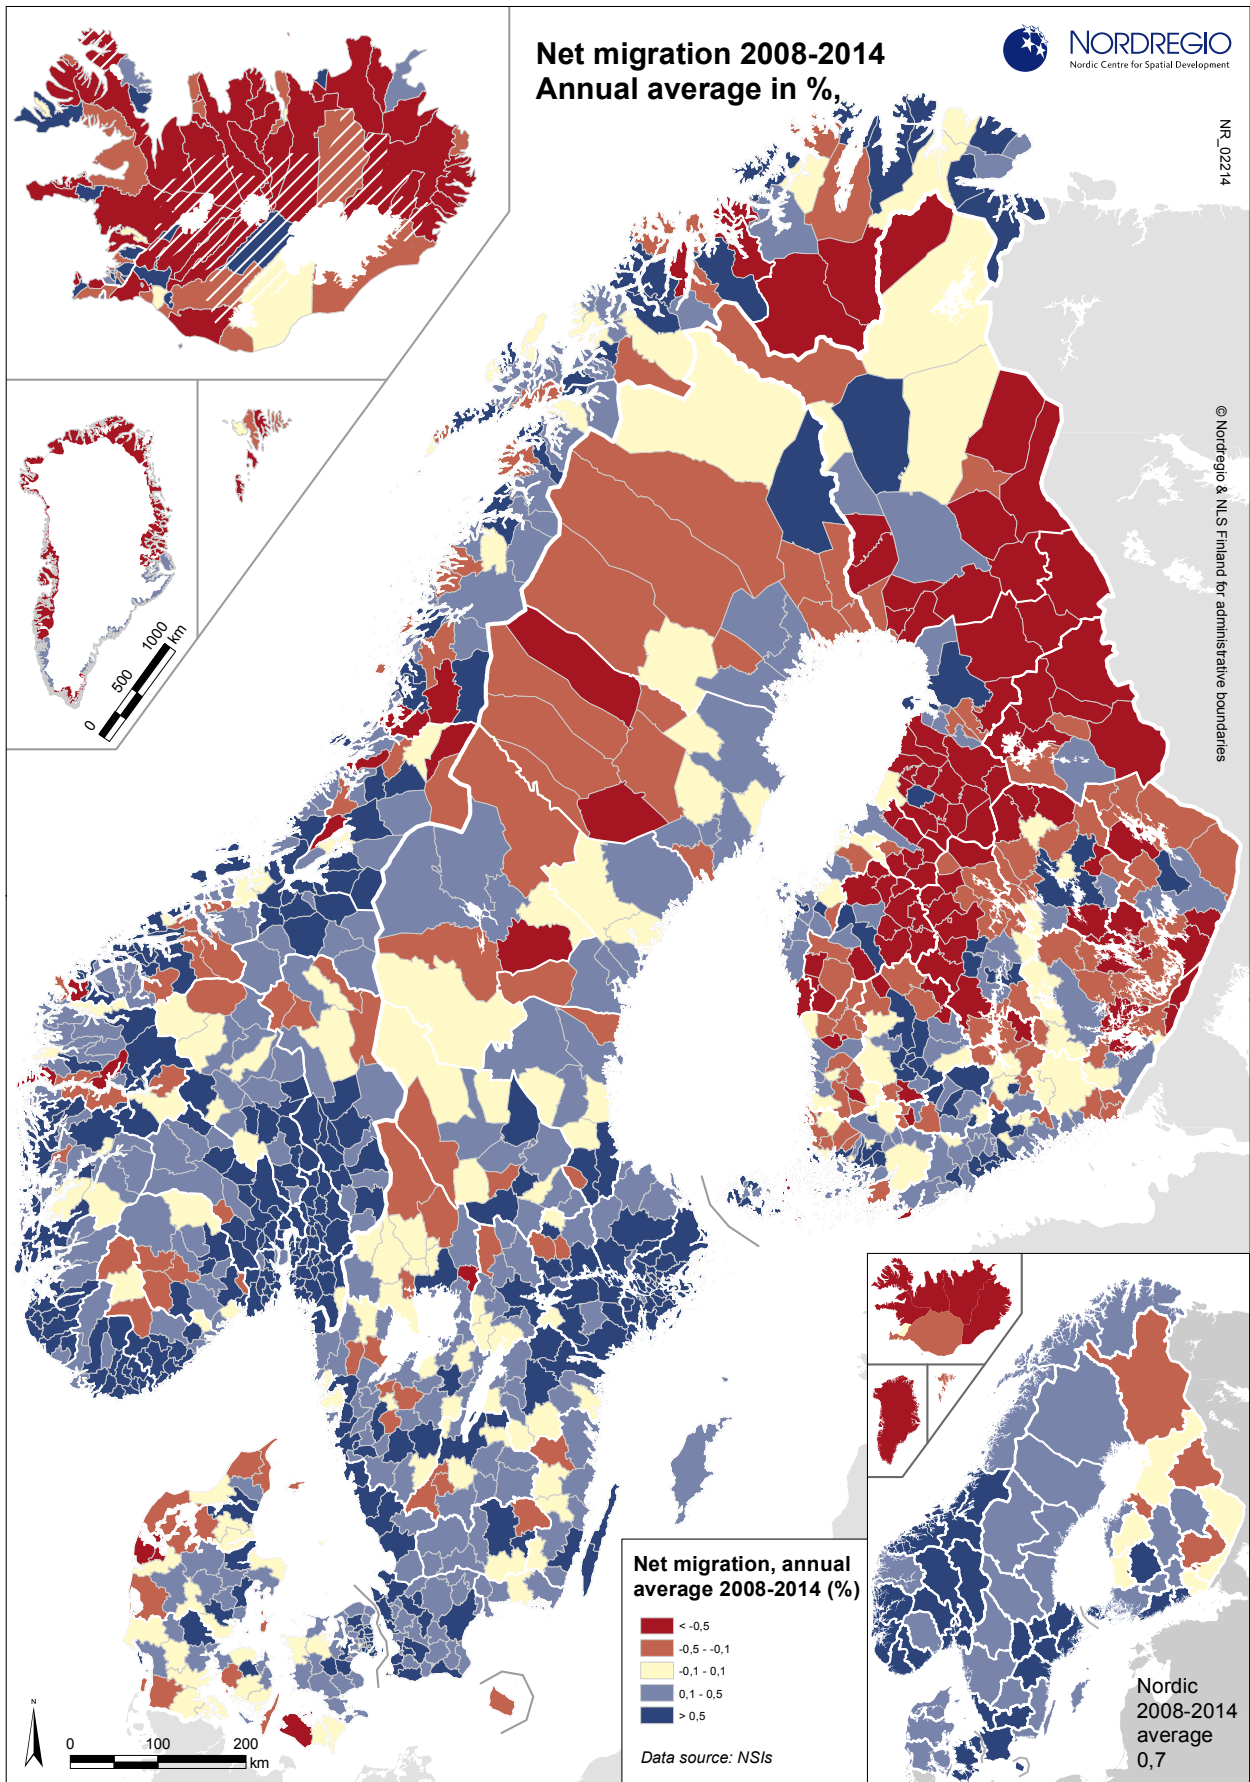 Net migration 2008-2014
Annual average in %,
NORDREGIO
Nordic Centre for Spatial Development
NR_02214
© Nordregio & NLS Finland for administrative boundaries
0 500 1000
km
Net migration, annual
average 2008-2014 (%)
< -0,5
-0,5 - -0,1
-0,1 - 0,1
0,1 - 0,5
> 0,5
Data source: NSIs
Nordic
2008-2014
average
0,7
N
0 100 200
km